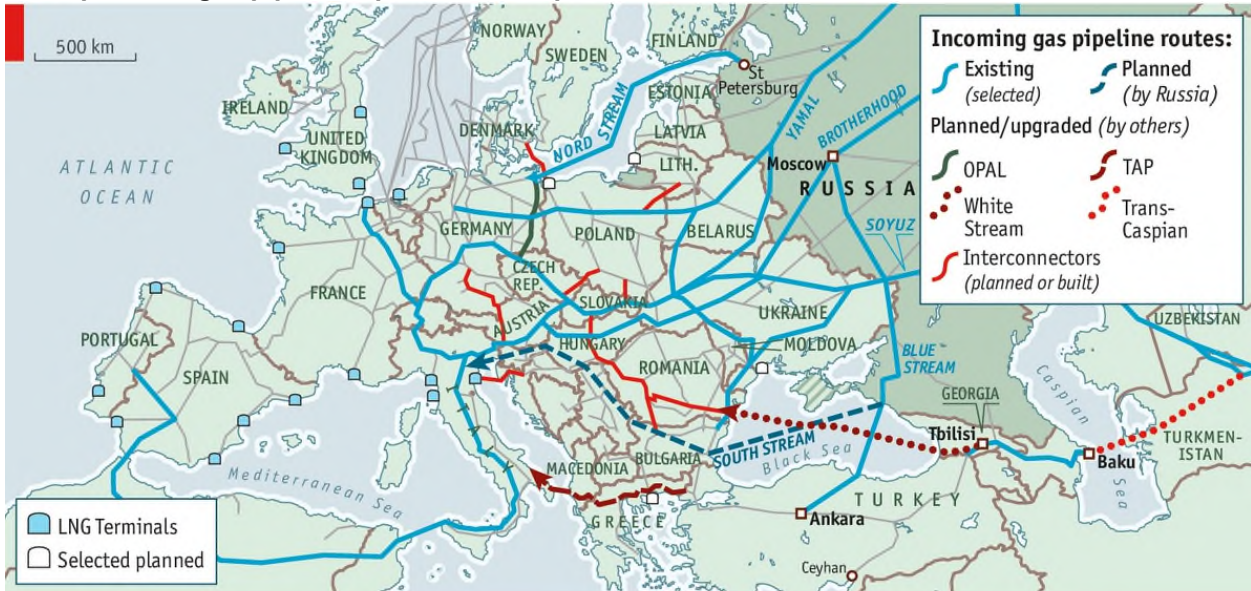 500 km
NORWAY
SWEDEN
FINLAND
St
Petersburg
ESTONIA
LATVIA
LITH.
NORD STREAM
DENMARK
IRELAND
UNITED
KINGDOM
ATLANTIC
OCEAN
YAMAL
BROTHERHOOD
Moscow
RUSSIA
SOYUZ
GERMANY
POLAND
BELARUS
CZECH
REP.
SLOVAKIA
UKRAINE
FRANCE
AUSTRIA
HUNGARY
MOLDOVA
ROMANIA
PORTUGAL
SPAIN
ITALY
BLUE
STREAM
GEORGIA
Tbilisi
Caspian Sea
Baku
UZBEKISTAN
TURKMEN-
ISTAN
SOUTH STREAM
Black Sea
MACEDONIA
BULGARIA
Mediterranean Sea
GREECE
TURKEY
Ankara
Ceyhan
Incoming gas pipeline routes:
Existing
(selected)
Planned
(by Russia)
Planned/upgraded (by others)
OPAL
TAP
White
Stream
Trans-
Caspian
Interconnectors
(planned or built)
LNG Terminals
Selected planned